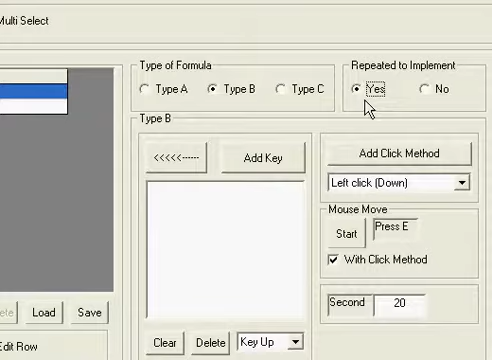 Multi Select
Type of Formula
Type A
Type B
Type C
Repeated to Implement
Yes
No
Type B
<<<<<------
Add Key
Add Click Method
Left click (Down)
Mouse Move
Start
Press E
With Click Method
Second
20
Load
Save
Clear
Delete
Key Up
Edit Row